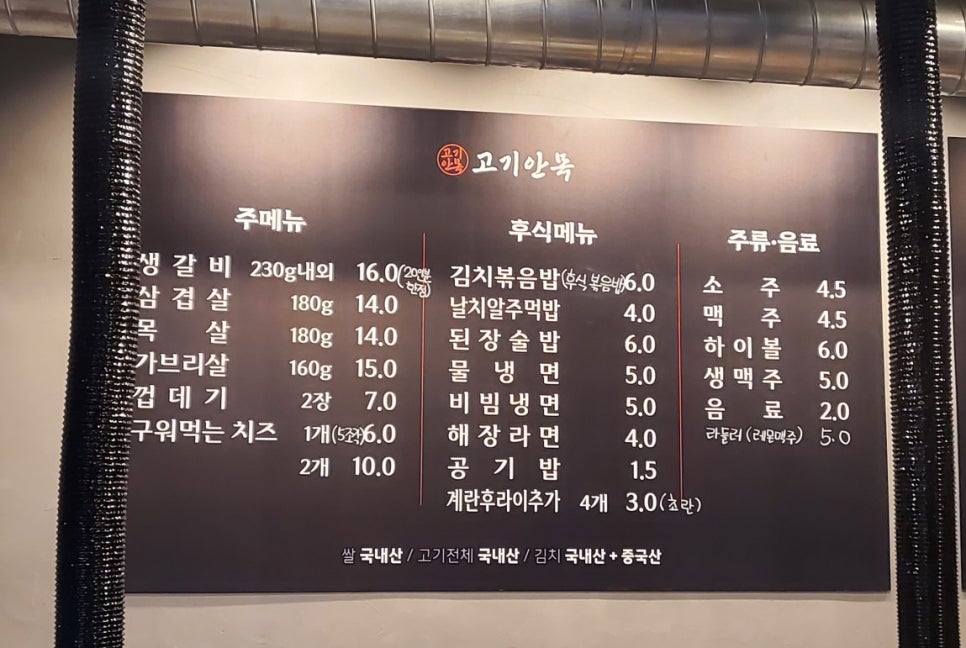 고기
안목
고기안목
주메뉴
생갈비 230g내외 16.0 (20인분
한정)
삼겹살 180g 14.0
목살 180g 14.0
가브리살 160g 15.0
껍데기 2장 7.0
구워먹는 치즈 1개 (5조각) 6.0
2개 10.0
후식메뉴
김치볶음밥 (후식 볶음밥) 6.0
날치알주먹밥 4.0
된장술밥 6.0
물냉면 5.0
비빔냉면 5.0
해장라면 4.0
공기밥 1.5
계란후라이추가 4개 3.0 (초란)
주류·음료
소주 4.5
맥주 4.5
하이볼 6.0
생맥주 5.0
음료 2.0
라들러 (레몬맥주) 5.0
쌀 국내산 / 고기전체 국내산 / 김치 국내산 + 중국산